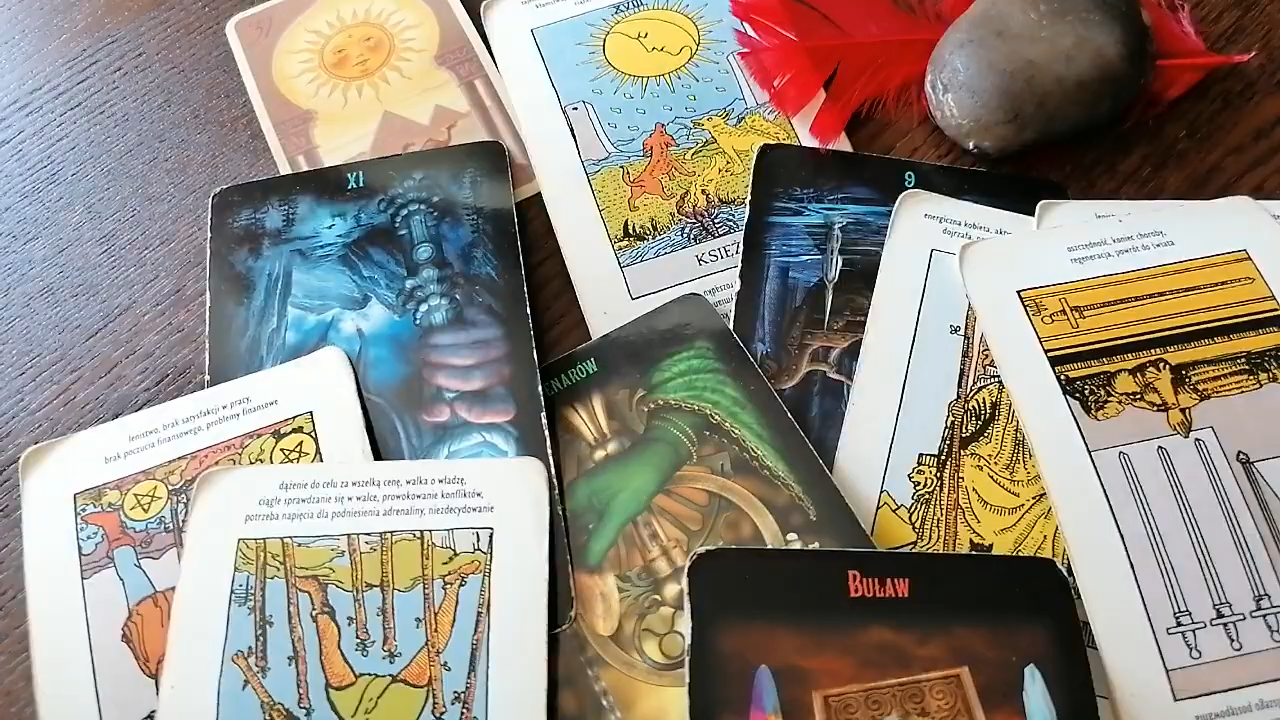 XVIII
KSIĘŻ
XI
9
energiczna kobieta,
oszczędność, koniec choroby,
regeneracja, powrót do świata
ENARÓW
lenistwo, brak satysfakcji w pracy,
brak poczucia finansowego, problemy finansowe
dążenie do celu za wszelką cenę, walka o władzę,
ciągłe sprawdzanie się w walce, prowokowanie konfliktów,
potrzeba napięcia dla podniesienia adrenaliny, niezdecydowanie
BUŁAW